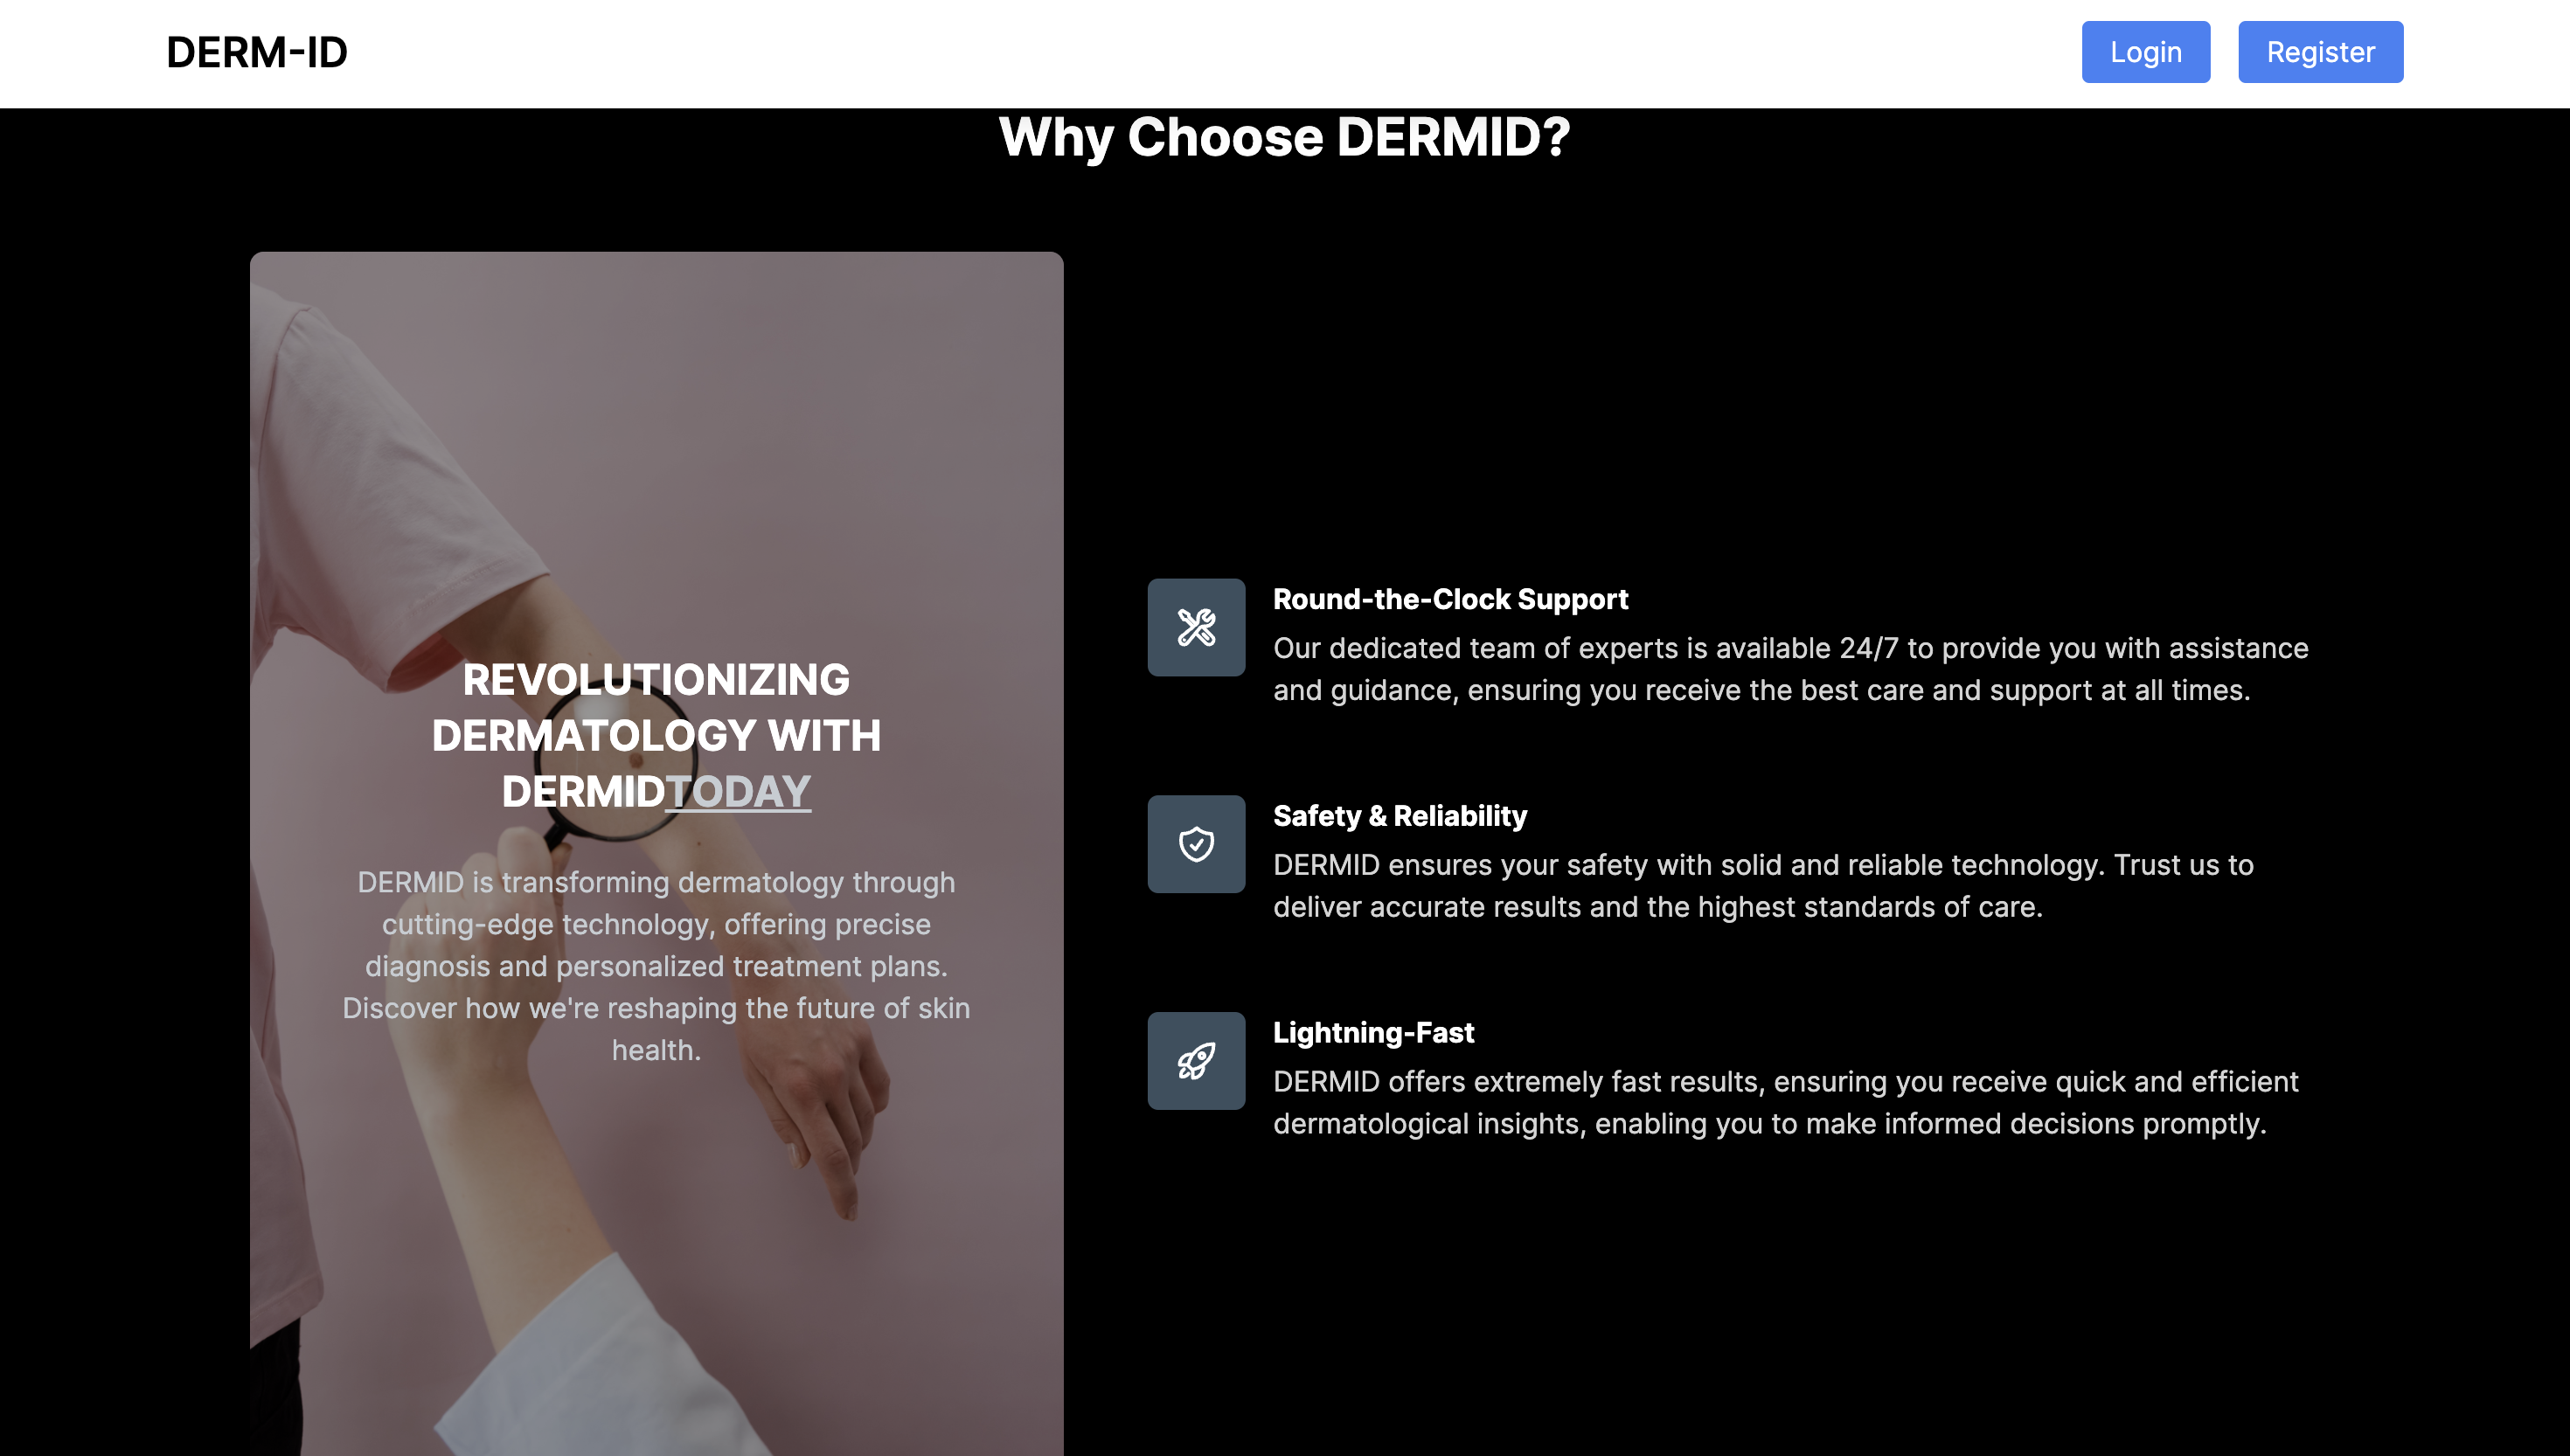 DERM-ID
Login
Register
Why Choose DERMID?
REVOLUTIONIZING
DERMATOLOGY WITH
DERMIDTODAY
DERMID is transforming dermatology through
cutting-edge technology, offering precise
diagnosis and personalized treatment plans.
Discover how we're reshaping the future of skin
health.
Round-the-Clock Support
Our dedicated team of experts is available 24/7 to provide you with assistance
and guidance, ensuring you receive the best care and support at all times.
Safety & Reliability
DERMID ensures your safety with solid and reliable technology. Trust us to
deliver accurate results and the highest standards of care.
Lightning-Fast
DERMID offers extremely fast results, ensuring you receive quick and efficient
dermatological insights, enabling you to make informed decisions promptly.